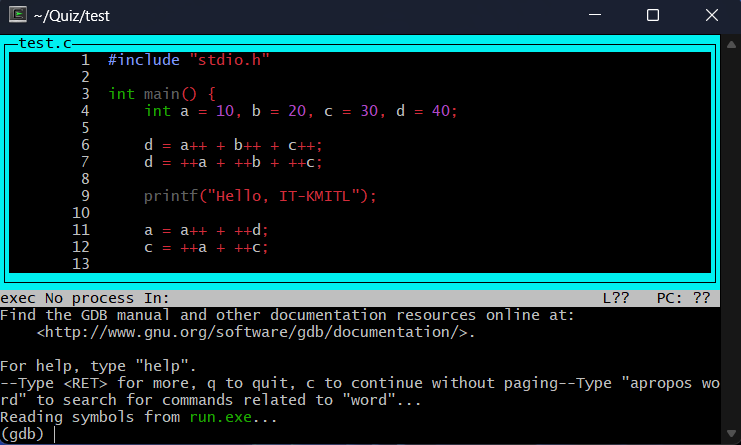 ~/Quiz/test
test.c
1 #include "stdio.h"
2
3 int main() {
4 int a = 10, b = 20, c = 30, d = 40;
5
6 d = a++ + b++ + c++;
7 d = ++a + ++b + ++c;
8
9 printf("Hello, IT-KMITL");
10
11 a = a++ + ++d;
12 c = ++a + ++c;
13
exec No process In: L?? PC: ??
Find the GDB manual and other documentation resources online at:
<http://www.gnu.org/software/gdb/documentation/>.
For help, type "help".
--Type <RET> for more, q to quit, c to continue without paging--Type "apropos wo
rd" to search for commands related to "word"...
Reading symbols from run.exe...
(gdb)